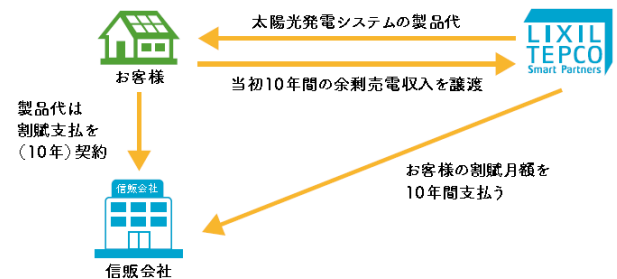 太陽光発電システムの製品代
LIXIL
TEPCO
Smart Partners
お客様
当初10年間の余剰売電収入を譲渡
製品代は
割賦支払を
（10年）契約
お客様の割賦月額を
10年間支払う
信販会社
信販会社